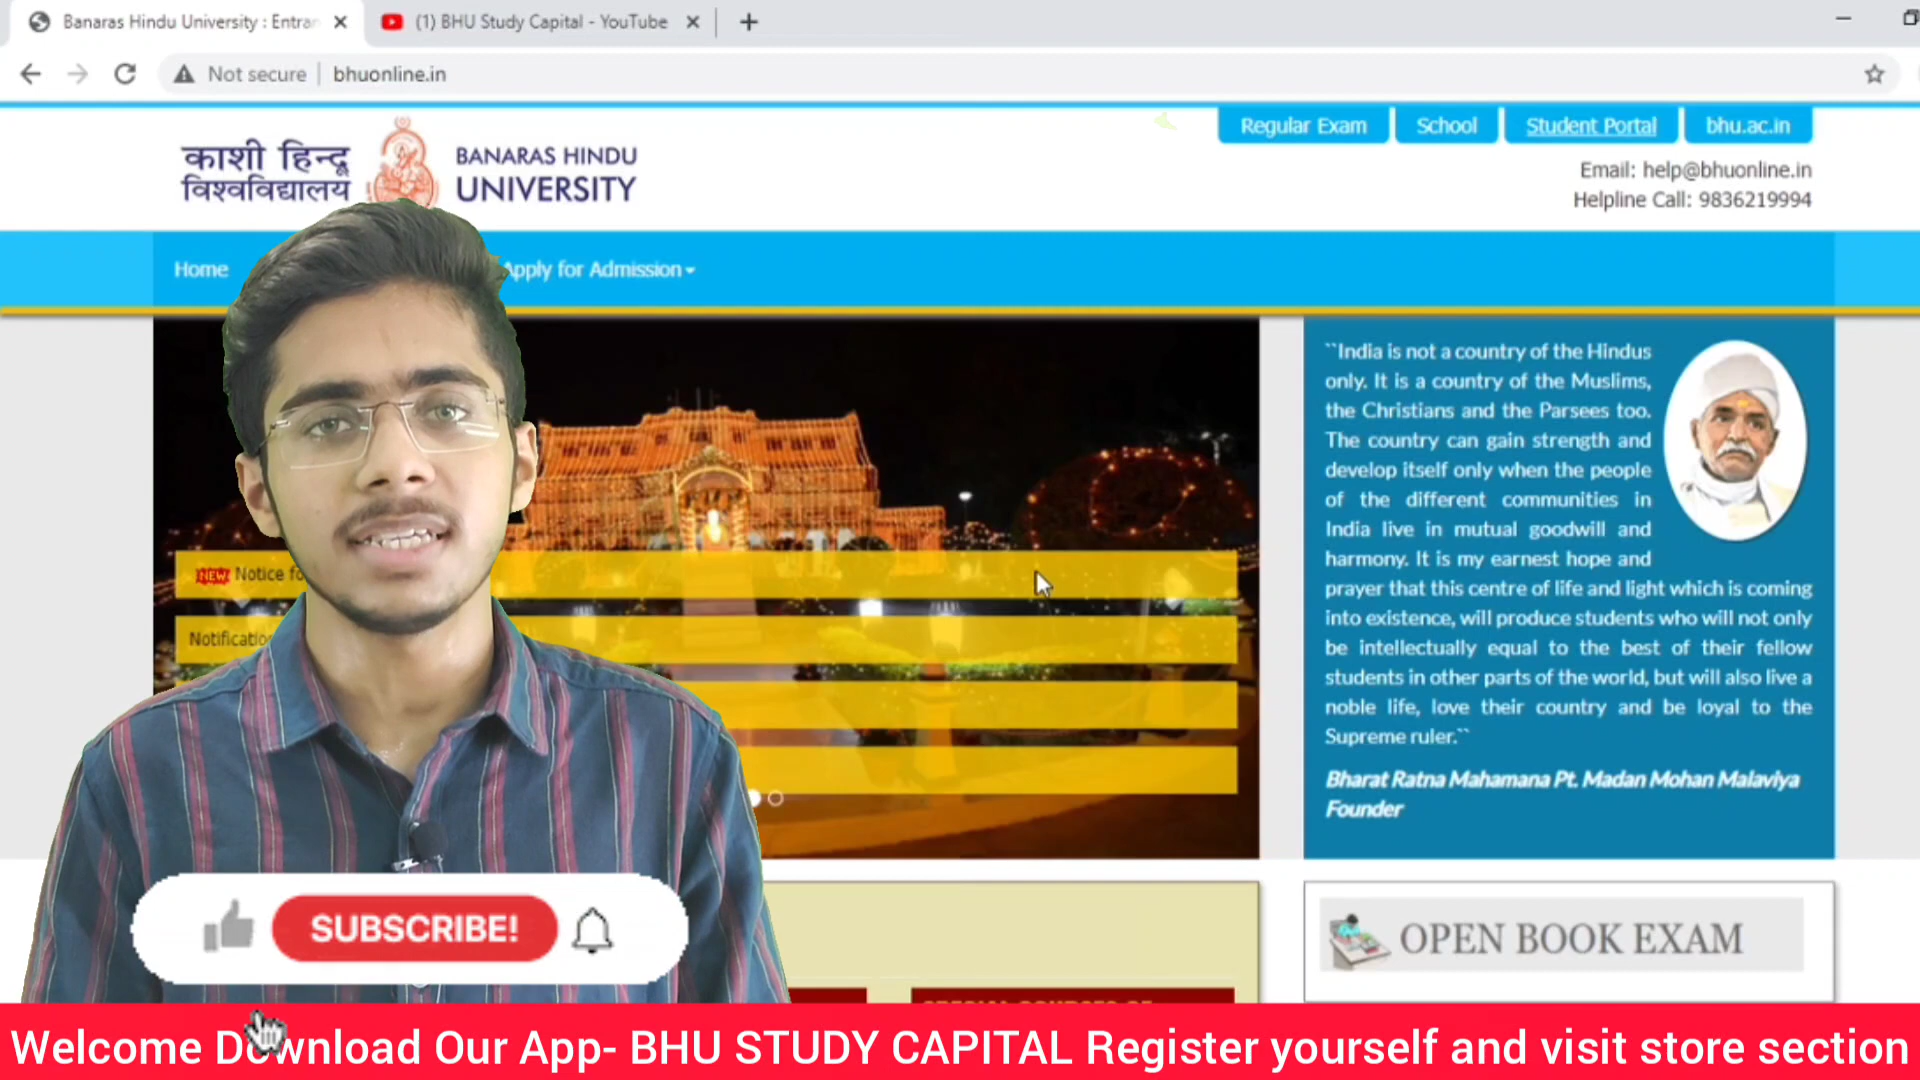 Banaras Hindu University : Entran
(1) BHU Study Capital - YouTube
Not secure
bhuonline.in
Regular Exam
School
Student Portal
bhu.ac.in
काशी हिन्दू
विश्वविद्यालय
BANARAS HINDU
UNIVERSITY
Email: help@bhuonline.in
Helpline Call: 9836219994
Home
Apply for Admission
``India is not a country of the Hindus
only. It is a country of the Muslims,
the Christians and the Parsees too.
The country can gain strength and
develop itself only when the people
of the different communities in
India live in mutual goodwill and
harmony. It is my earnest hope and
prayer that this centre of life and light which is coming
into existence, will produce students who will not only
be intellectually equal to the best of their fellow
students in other parts of the world, but will also live a
noble life, love their country and be loyal to the
Supreme ruler.``
Bharat Ratna Mahamana Pt. Madan Mohan Malaviya
Founder
NEW Notice fo
Notification
SUBSCRIBE!
OPEN BOOK EXAM
Welcome Download Our App- BHU STUDY CAPITAL Register yourself and visit store section